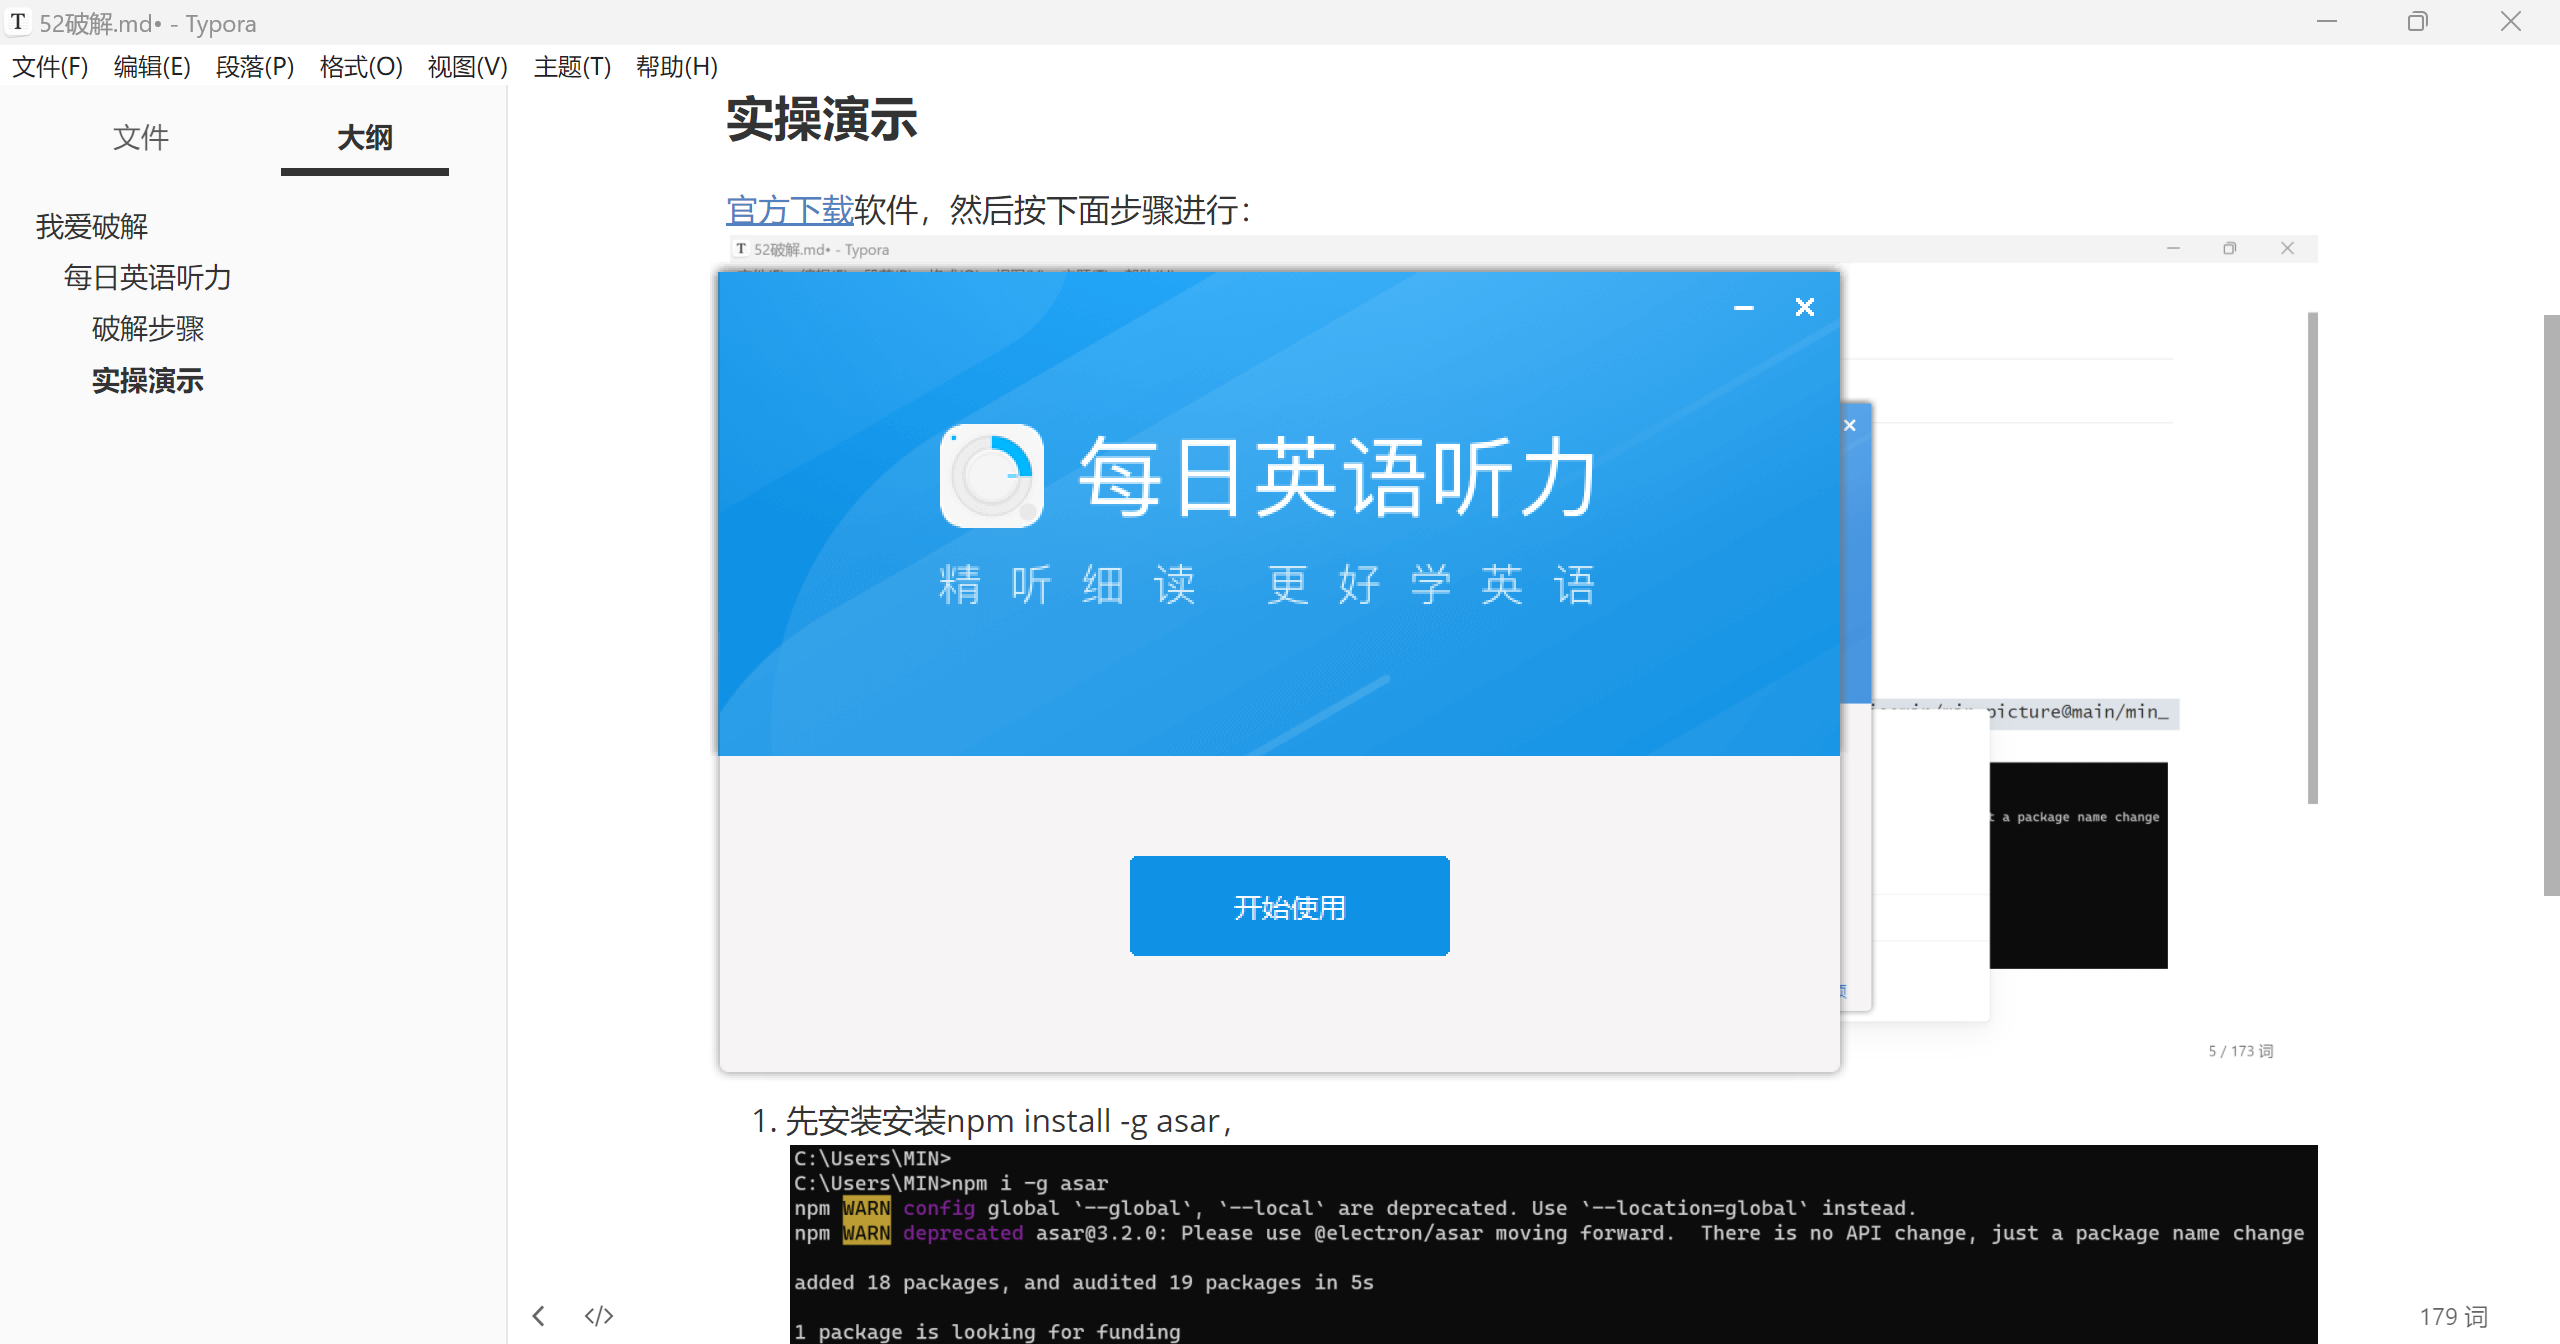 52破解.md• - Typora
文件(F) 编辑(E) 段落(P) 格式(O) 视图(V) 主题(T) 帮助(H)
文件 大纲
我爱破解
每日英语听力
破解步骤
实操演示
实操演示
官方下载软件，然后按下面步骤进行：
52破解.md• - Typora
每日英语听力
精听细读 更好学英语
开始使用
picture@main/min_
t a package name change
页
5 / 173 词
1. 先安装安装npm install -g asar，
C:\Users\MIN>
C:\Users\MIN>npm i -g asar
npm WARN config global `--global`, `--local` are deprecated. Use `--location=global` instead.
npm WARN deprecated asar@3.2.0: Please use @electron/asar moving forward.  There is no API change, just a package name change
added 18 packages, and audited 19 packages in 5s
1 package is looking for funding
179 词